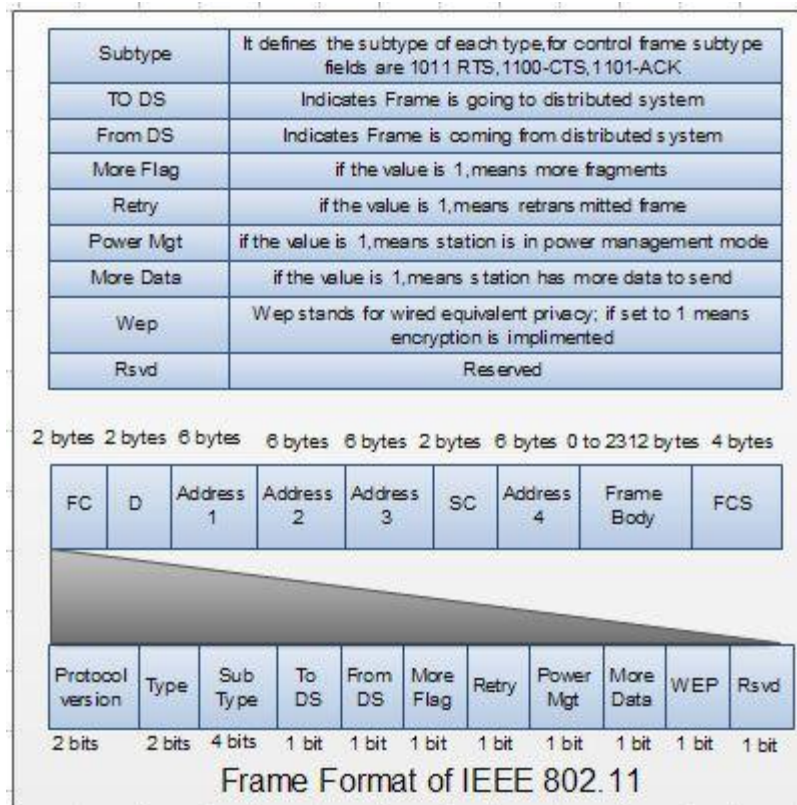 Subtype
It defines the subtype of each type,for control frame subtype
fields are 1011 RTS,1100-CTS,1101-ACK
TO DS
Indicates Frame is going to distributed system
From DS
Indicates Frame is coming from distributed system
More Flag
if the value is 1,means more fragments
Retry
if the value is 1,means retrans mitted frame
Power Mgt
if the value is 1,means station is in power management mode
More Data
if the value is 1,means station has more data to send
Wep
Wep stands for wired equivalent privacy; if set to 1 means
encryption is implimented
Rsvd
Reserved
2 bytes 2 bytes 6 bytes 6 bytes 6 bytes 2 bytes 6 bytes 0 to 2312 bytes 4 bytes
FC
D
Address
1
Address
2
Address
3
SC
Address
4
Frame
Body
FCS
Protocol
version
Type
Sub
Type
To
DS
From
DS
More
Flag
Retry
Power
Mgt
More
Data
WEP
Rsvd
2 bits 2 bits 4 bits 1 bit 1 bit 1 bit 1 bit 1 bit 1 bit 1 bit 1 bit
Frame Format of IEEE 802.11